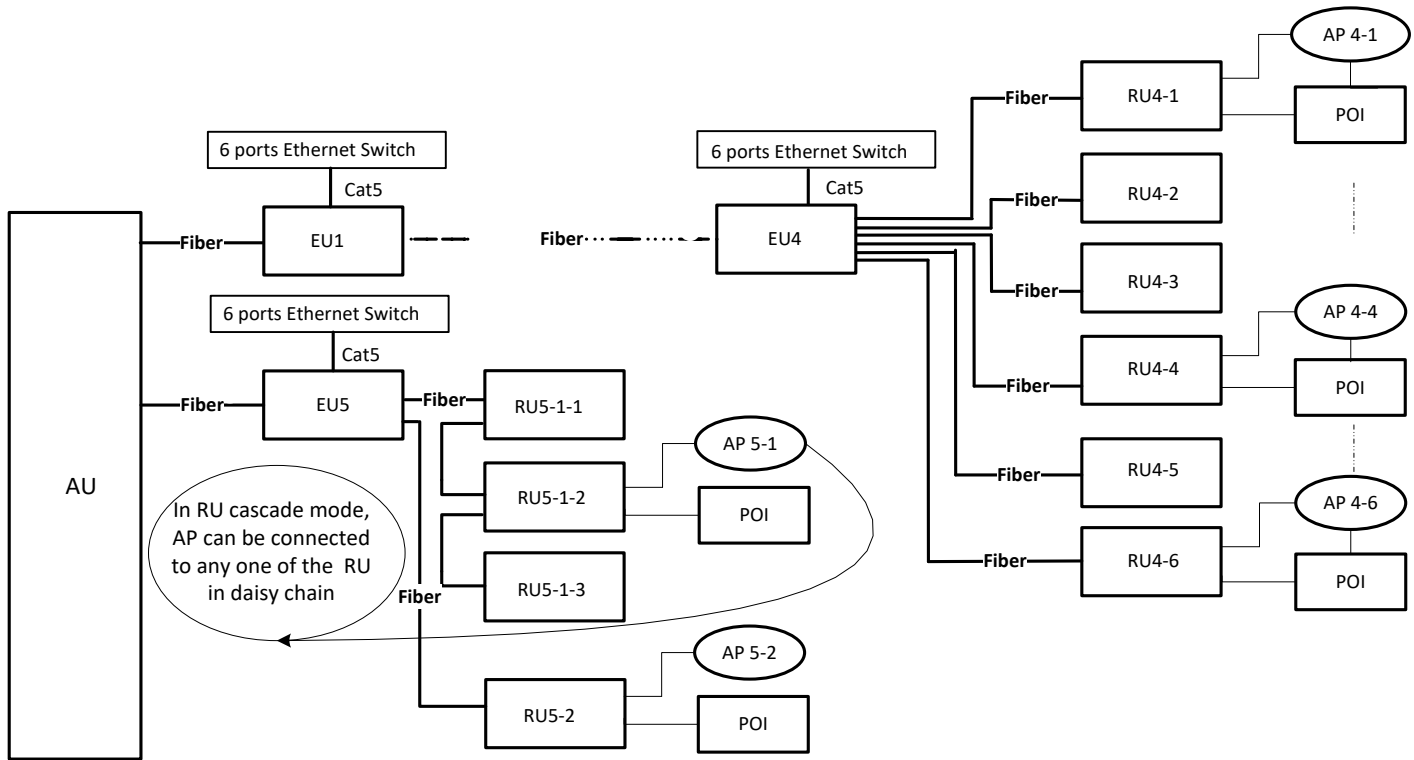 AP 4-1
Fiber
RU4-1
POI
6 ports Ethernet Switch
6 ports Ethernet Switch
Cat5
Cat5
Fiber
RU4-2
Fiber
EU1
Fiber
EU4
Fiber
RU4-3
6 ports Ethernet Switch
AP 4-4
Cat5
Fiber
RU4-4
POI
Fiber
EU5
Fiber
RU5-1-1
AP 5-1
AU
Fiber
RU4-5
RU5-1-2
POI
AP 4-6
In RU cascade mode,
AP can be connected
to any one of the RU
in daisy chain
Fiber
RU4-6
POI
Fiber
RU5-1-3
AP 5-2
RU5-2
POI